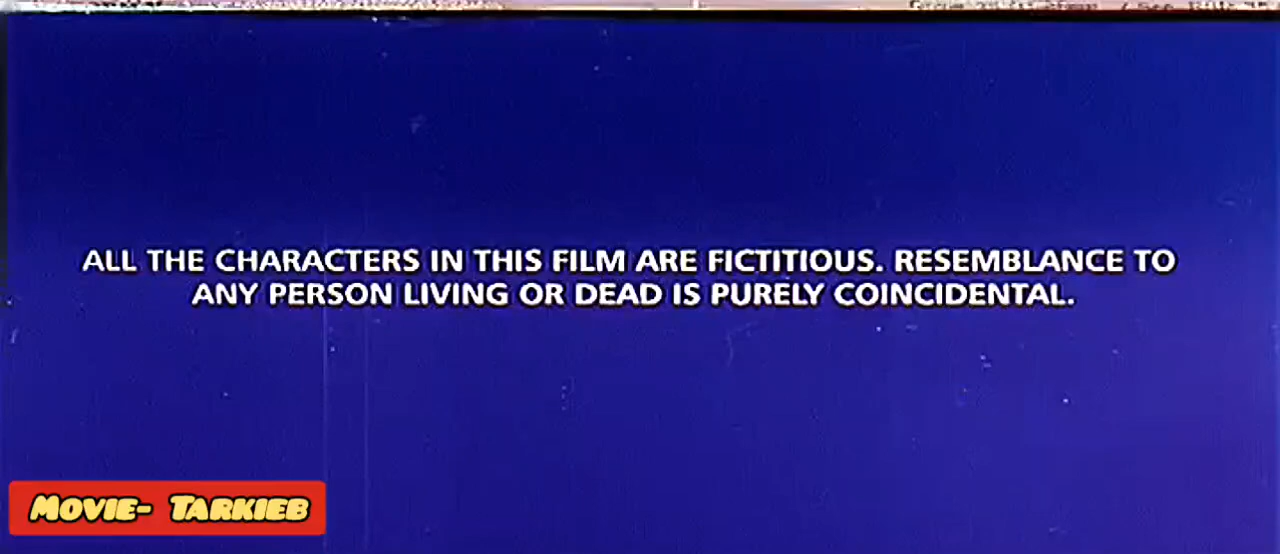 ALL THE CHARACTERS IN THIS FILM ARE FICTITIOUS. RESEMBLANCE TO
ANY PERSON LIVING OR DEAD IS PURELY COINCIDENTAL.
MOVIE- TARKIEB